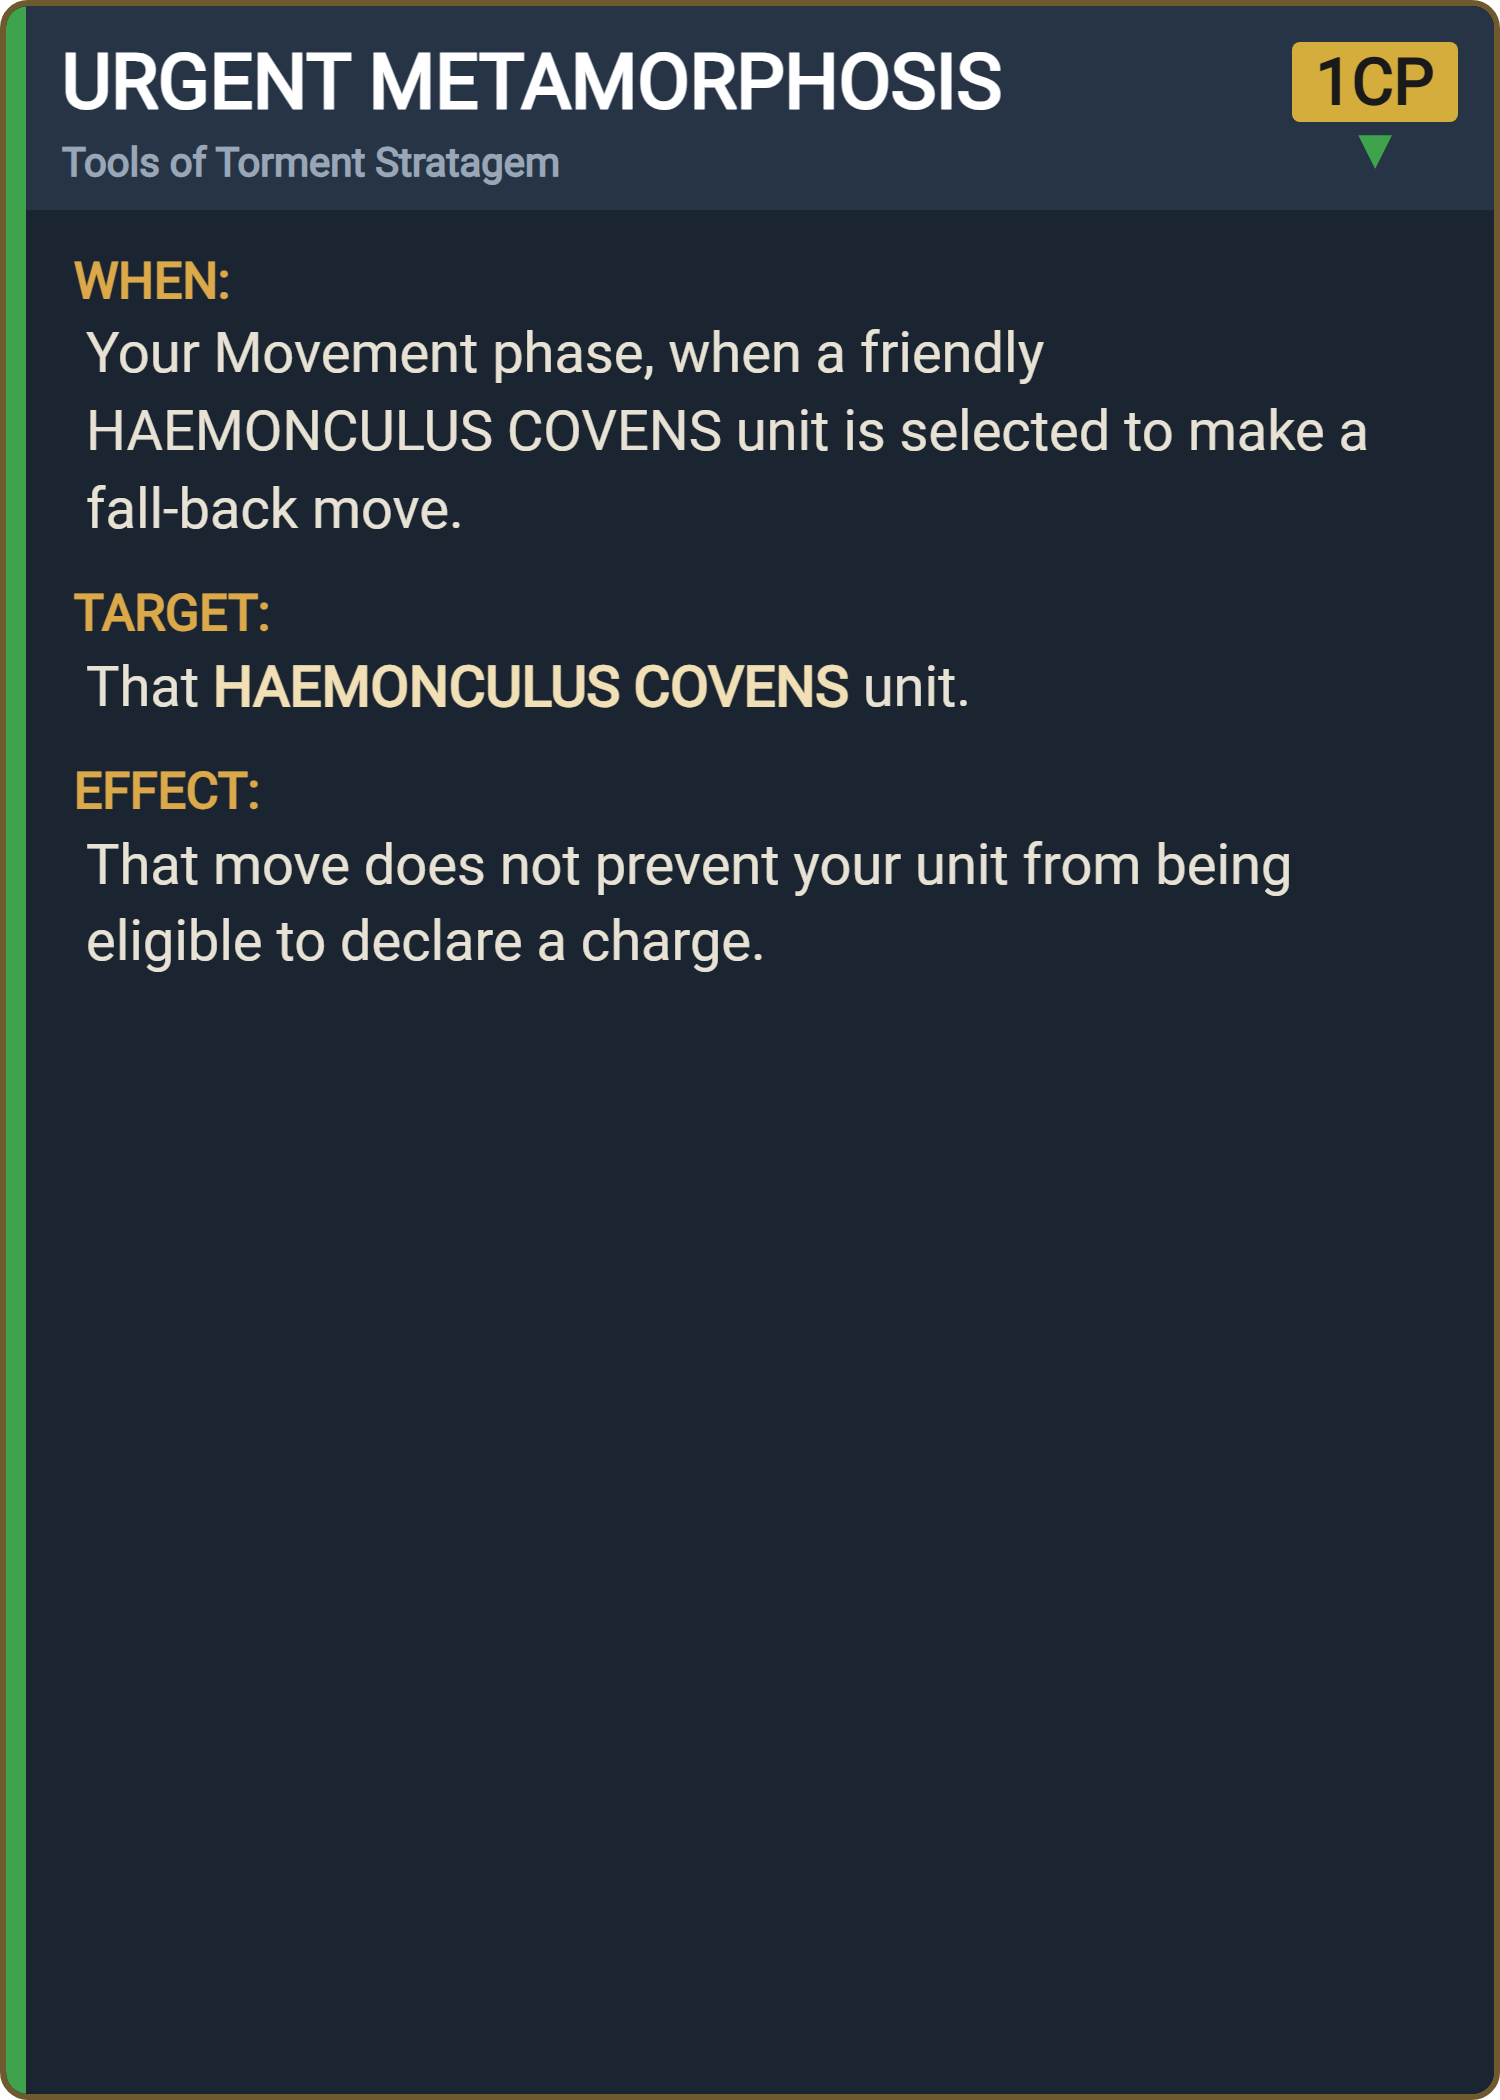 URGENT METAMORPHOSIS
1CP
Tools of Torment Stratagem
WHEN:
Your Movement phase, when a friendly
HAEMONCULUS COVENS unit is selected to make a
fall-back move.
TARGET:
That HAEMONCULUS COVENS unit.
EFFECT:
That move does not prevent your unit from being
eligible to declare a charge.